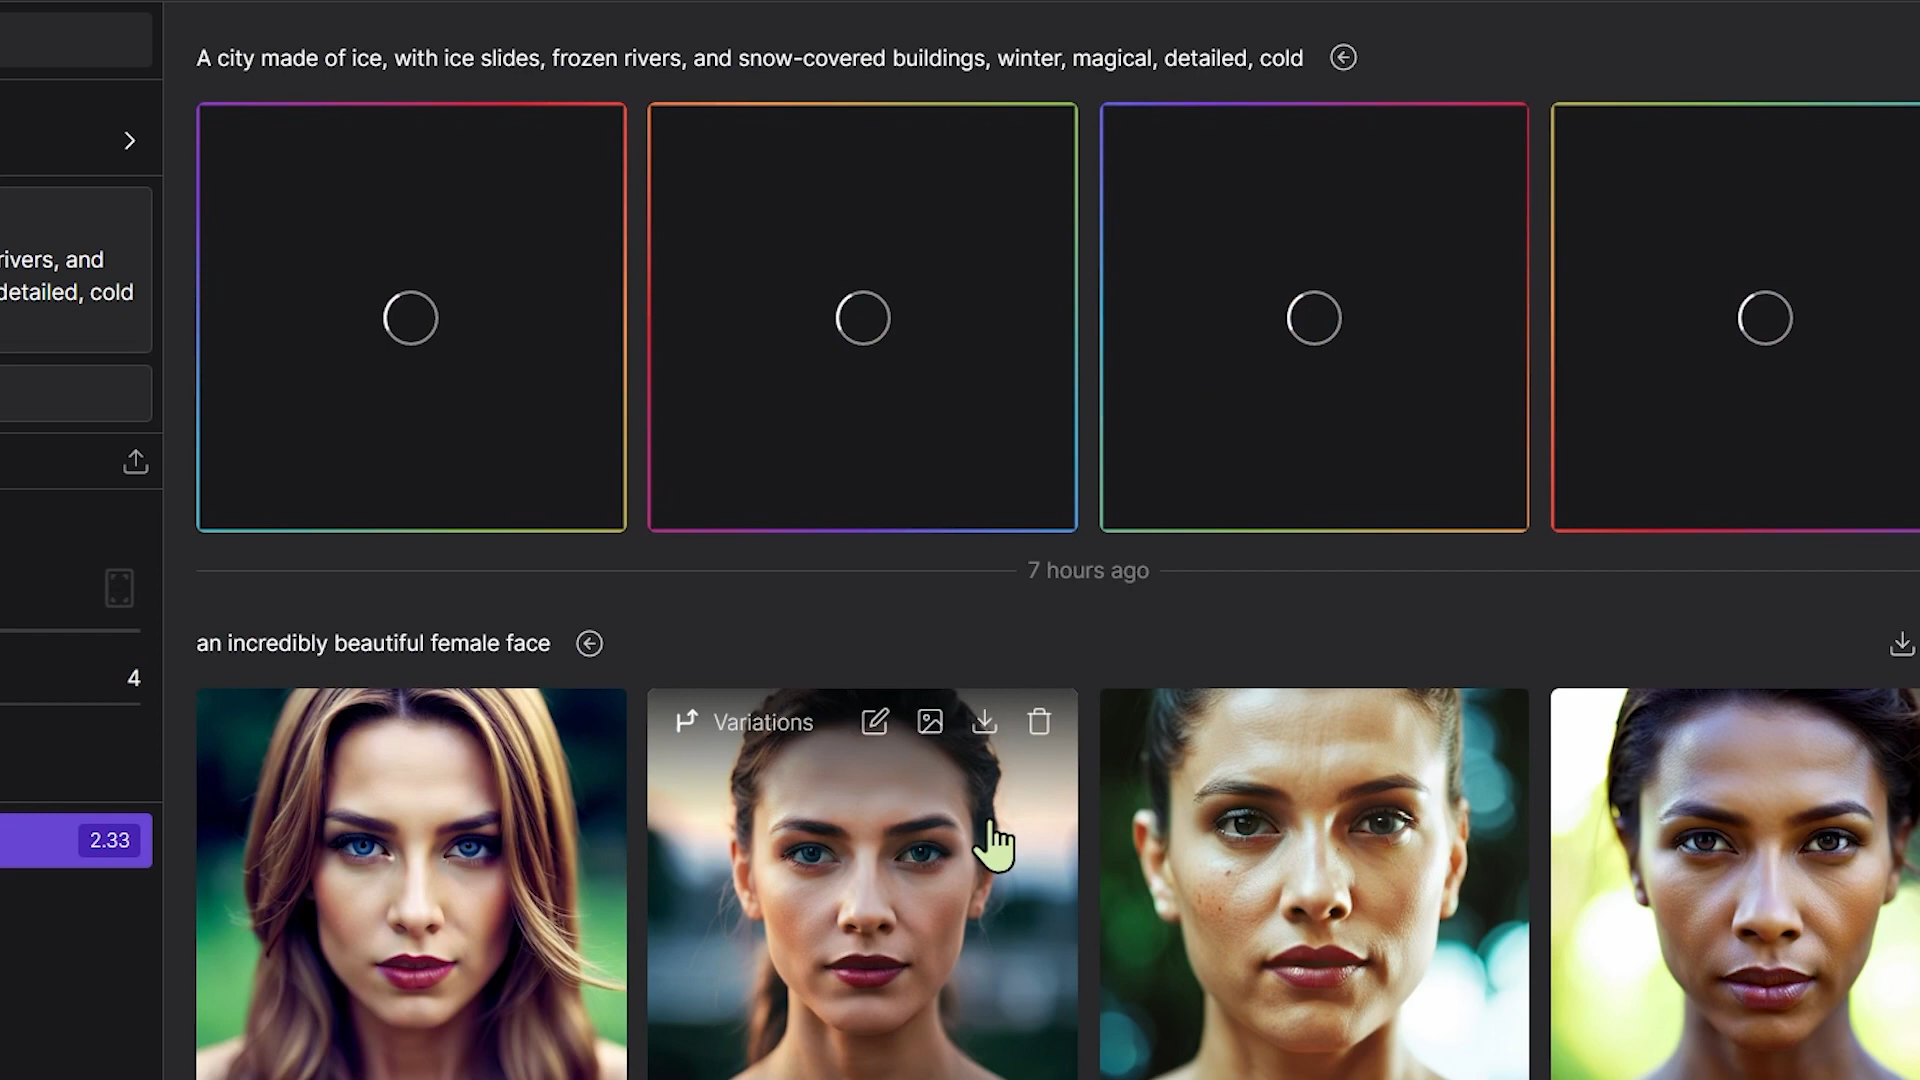 A city made of ice, with ice slides, frozen rivers, and snow-covered buildings, winter, magical, detailed, cold
rivers, and
detailed, cold
7 hours ago
an incredibly beautiful female face
4
Variations
2.33